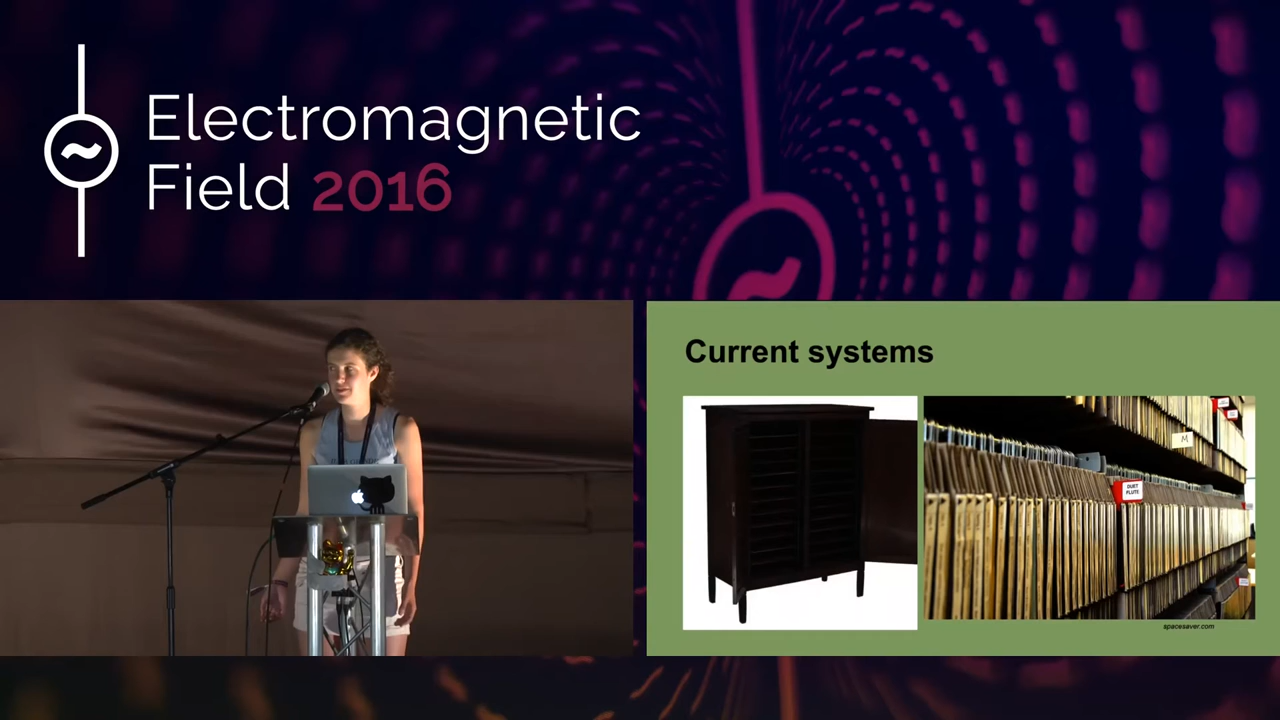 Electromagnetic
Field 2016
Current systems
M
DUET
FLUTE
spacesaver.com